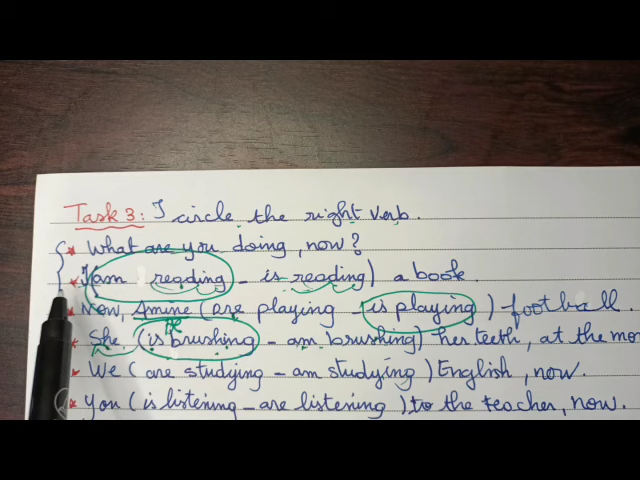 Task 3: I circle the right verb.
* What are you doing, now?
* I (am reading - is reading) a book.
* Now, Amine (are playing - is playing) football.
He
* She (is brushing - am brushing) her teeth, at the mo
* We (are studying - am studying) English, now.
* You (is listening - are listening) to the teacher, now.